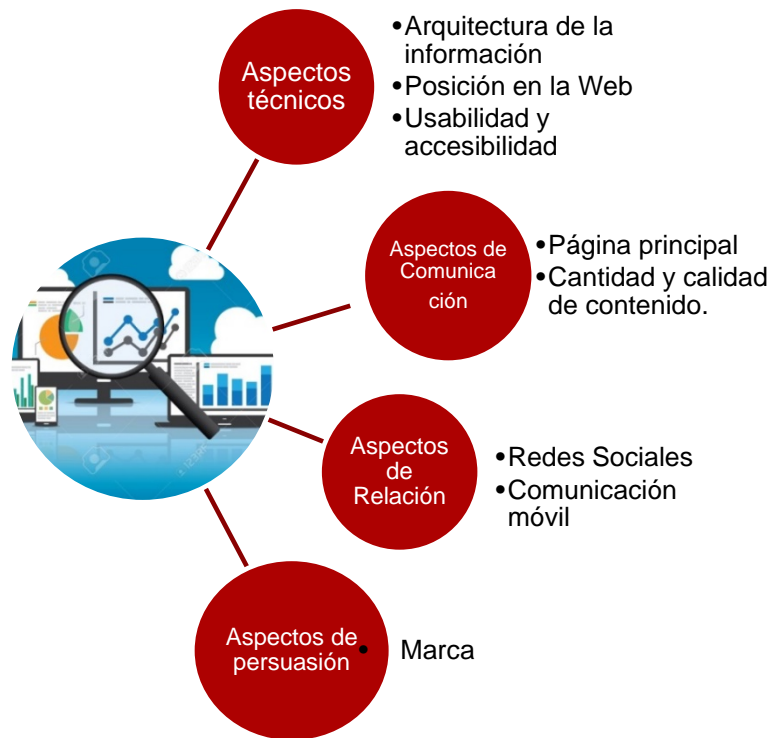 Aspectos
técnicos
•Arquitectura de la
información
•Posición en la Web
•Usabilidad y
accesibilidad
Aspectos de
Comunica
ción
•Página principal
•Cantidad y calidad
de contenido.
Aspectos
de
Relación
•Redes Sociales
•Comunicación
móvil
Aspectos de
persuasión
• Marca